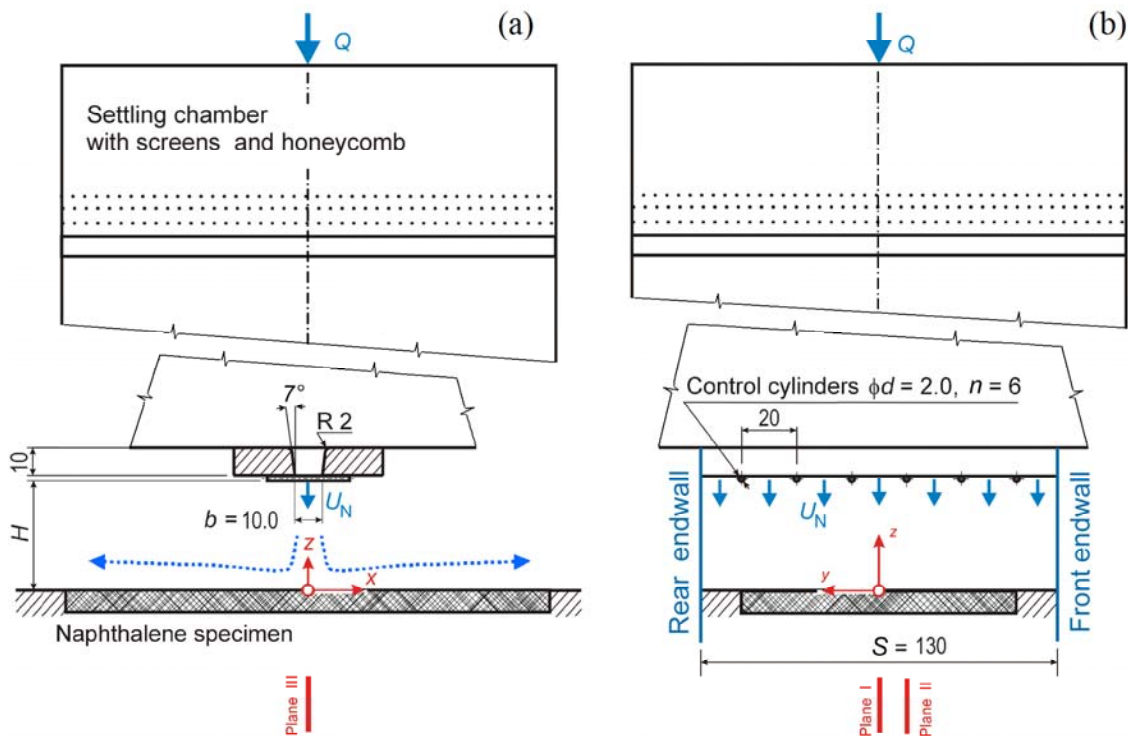 (a)
Q
Settling chamber
with screens and honeycomb
7°
R 2
10
H
U_N
b = 10.0
z
x
Naphthalene specimen
Plane III
(b)
Q
Control cylinders ϕd = 2.0, n = 6
20
U_N
Rear endwall
Front endwall
z
y
S = 130
Plane I
Plane II